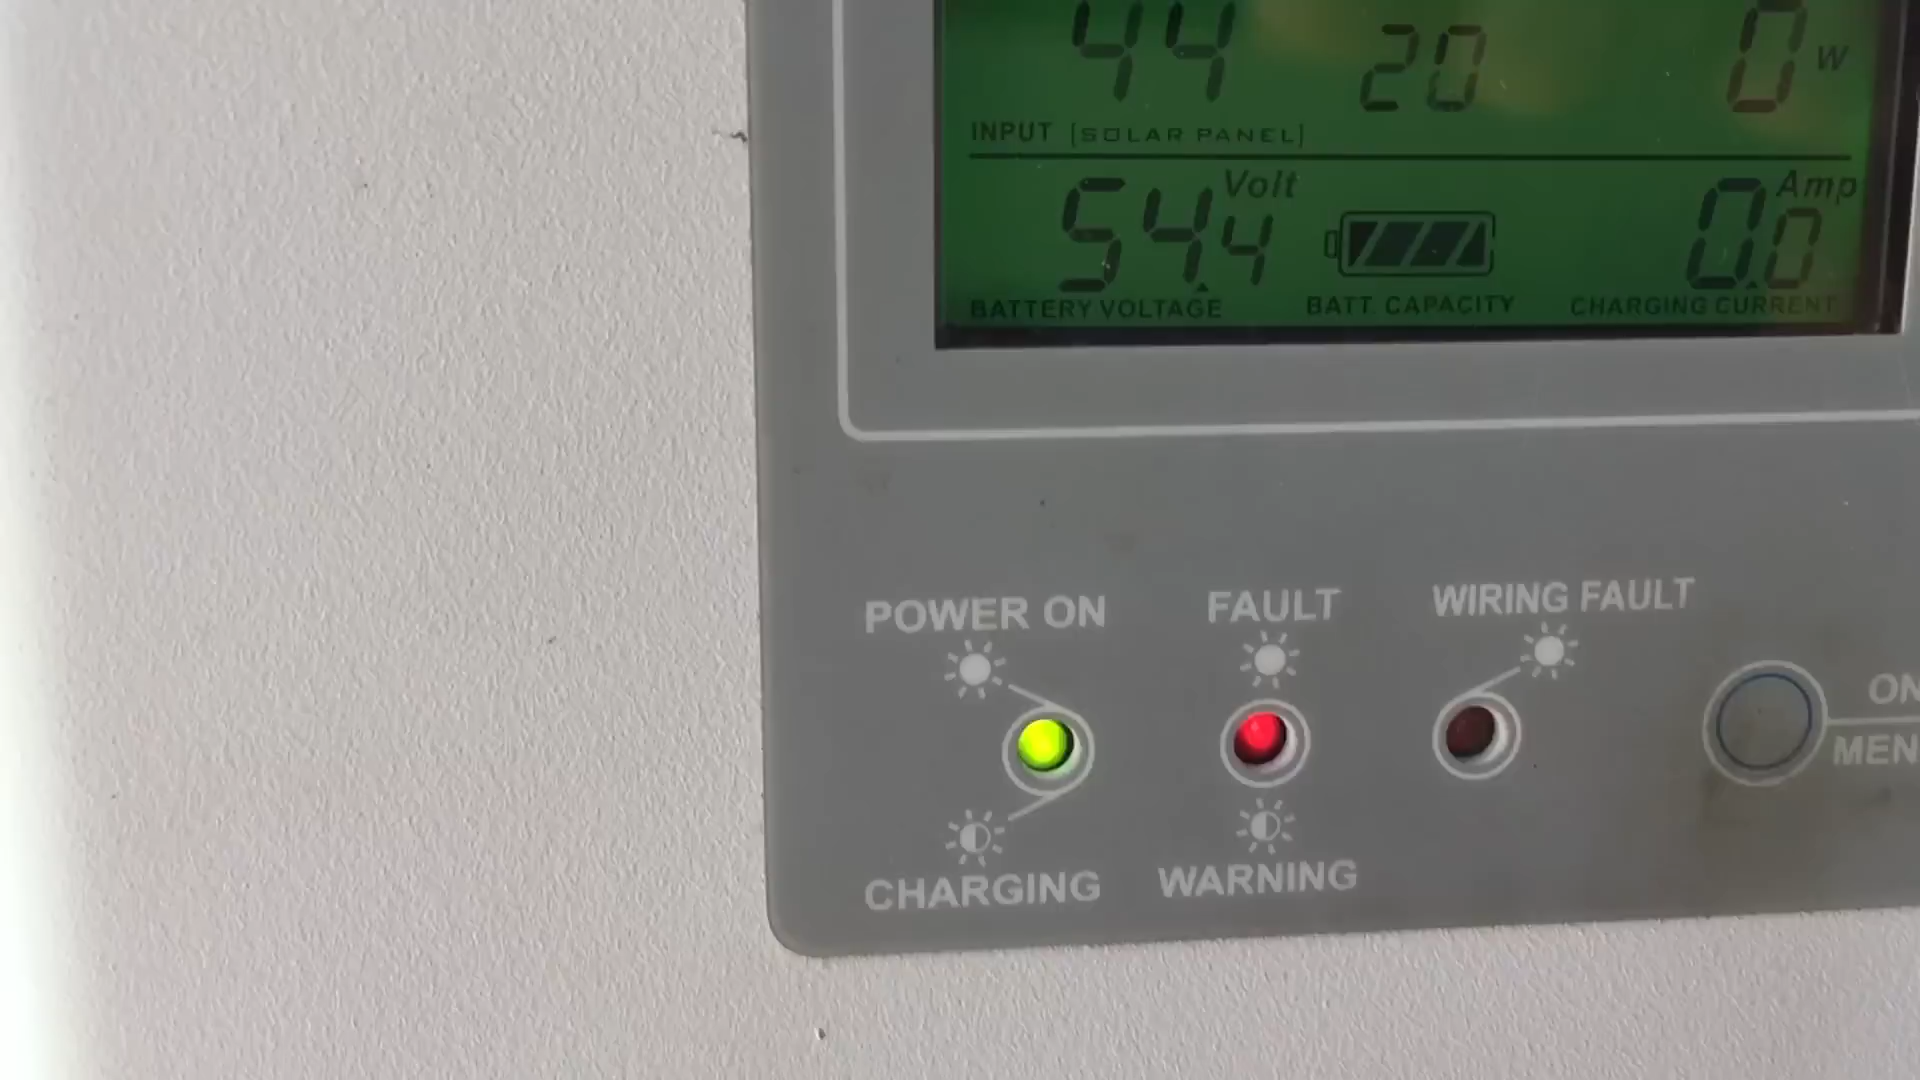 44 20 0 W
INPUT [SOLAR PANEL]
54.4 Volt 0.0 Amp
BATTERY VOLTAGE BATT. CAPACITY CHARGING CURRENT
POWER ON FAULT WIRING FAULT
ON
MEN
CHARGING WARNING